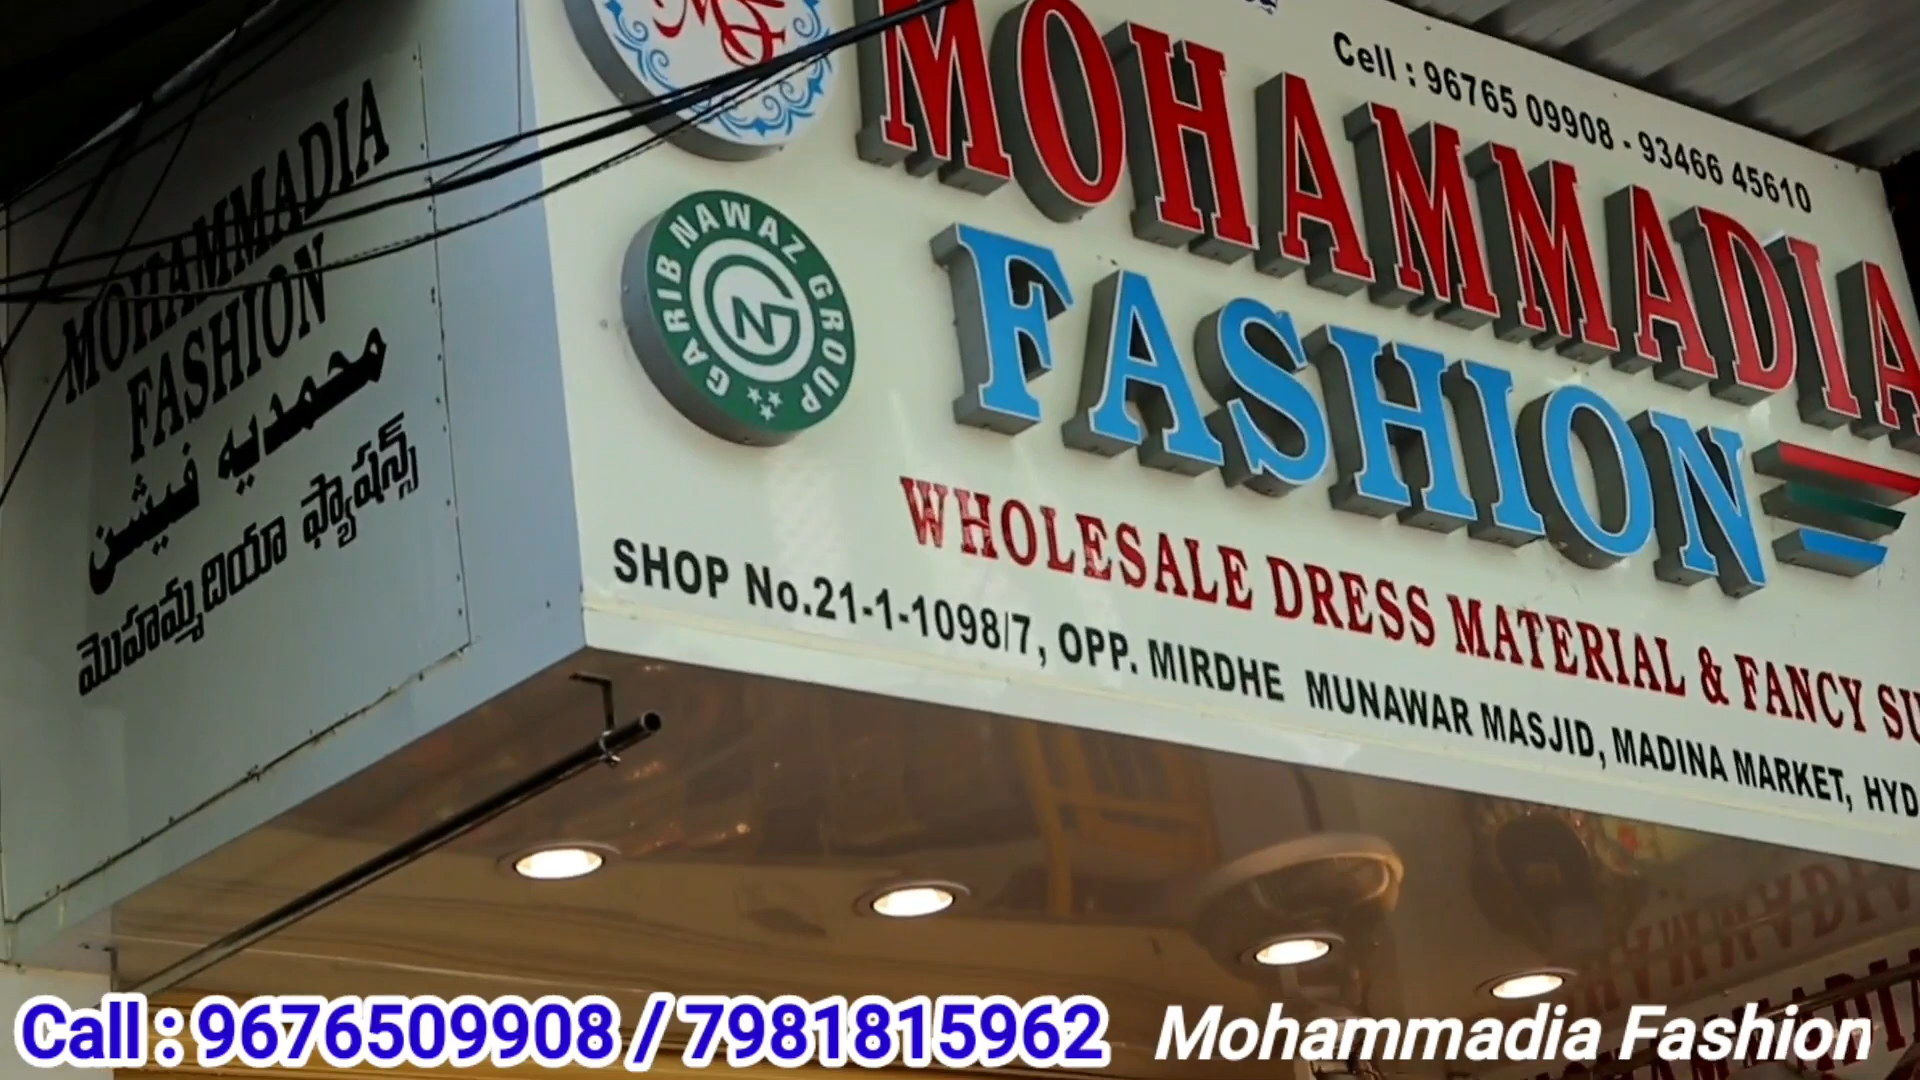 MOHAMMADIA
FASHION
محمدیه فیشن
మొహమ్మదియా ఫ్యాషన్స్
MF
Cell : 96765 09908 - 93466 45610
MOHAMMADIA
FASHION
GARIB NAWAZ GROUP
GN
WHOLESALE DRESS MATERIAL & FANCY SU
SHOP No.21-1-1098/7, OPP. MIRDHE MUNAWAR MASJID, MADINA MARKET, HYD
Call : 9676509908 / 7981815962
Mohammadia Fashion